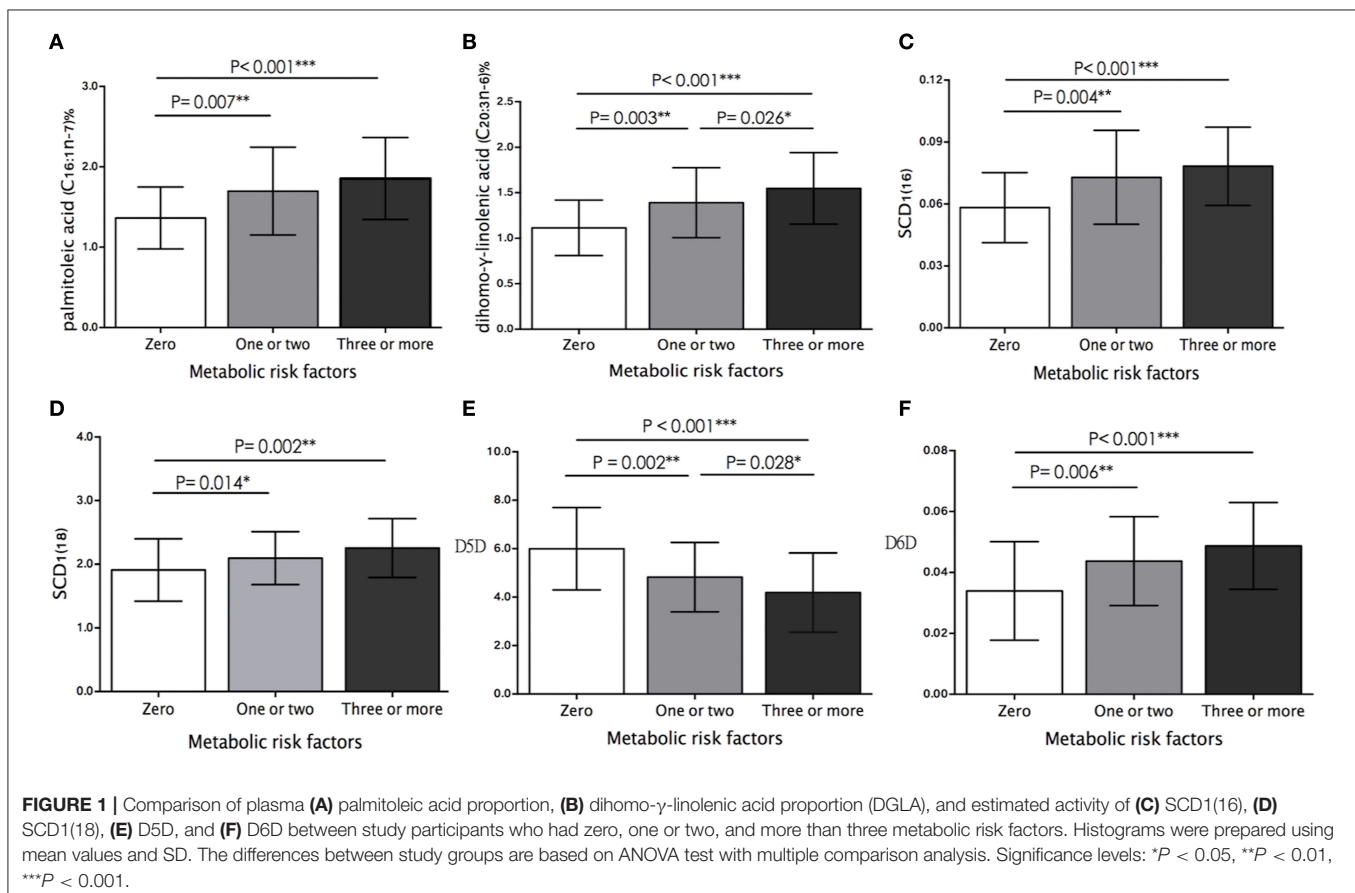 A
P< 0.001***
P= 0.007**
palmitoleic acid (C16:1n-7)%
3.0
2.0
1.0
0.0
Zero
One or two
Three or more
Metabolic risk factors
B
P< 0.001***
P= 0.003**
P= 0.026*
dihomo-γ-linolenic acid (C20:3n-6)%
2.5
2.0
1.5
1.0
0.5
0.0
Zero
One or two
Three or more
Metabolic risk factors
C
P< 0.001***
P= 0.004**
SCD1(16)
0.12
0.09
0.06
0.03
0.00
Zero
One or two
Three or more
Metabolic risk factors
D
P= 0.002**
P= 0.014*
SCD1(18)
4.0
3.0
2.0
1.0
0.0
Zero
One or two
Three or more
Metabolic risk factors
E
P < 0.001***
P = 0.002**
P= 0.028*
D5D
10.0
8.0
6.0
4.0
2.0
0.0
Zero
One or two
Three or more
Metabolic risk factors
F
P< 0.001***
P= 0.006**
D6D
0.08
0.06
0.04
0.02
0.00
Zero
One or two
Three or more
Metabolic risk factors
FIGURE 1 | Comparison of plasma (A) palmitoleic acid proportion, (B) dihomo-γ-linolenic acid proportion (DGLA), and estimated activity of (C) SCD1(16), (D)
SCD1(18), (E) D5D, and (F) D6D between study participants who had zero, one or two, and more than three metabolic risk factors. Histograms were prepared using
mean values and SD. The differences between study groups are based on ANOVA test with multiple comparison analysis. Significance levels: *P < 0.05, **P < 0.01,
***P < 0.001.